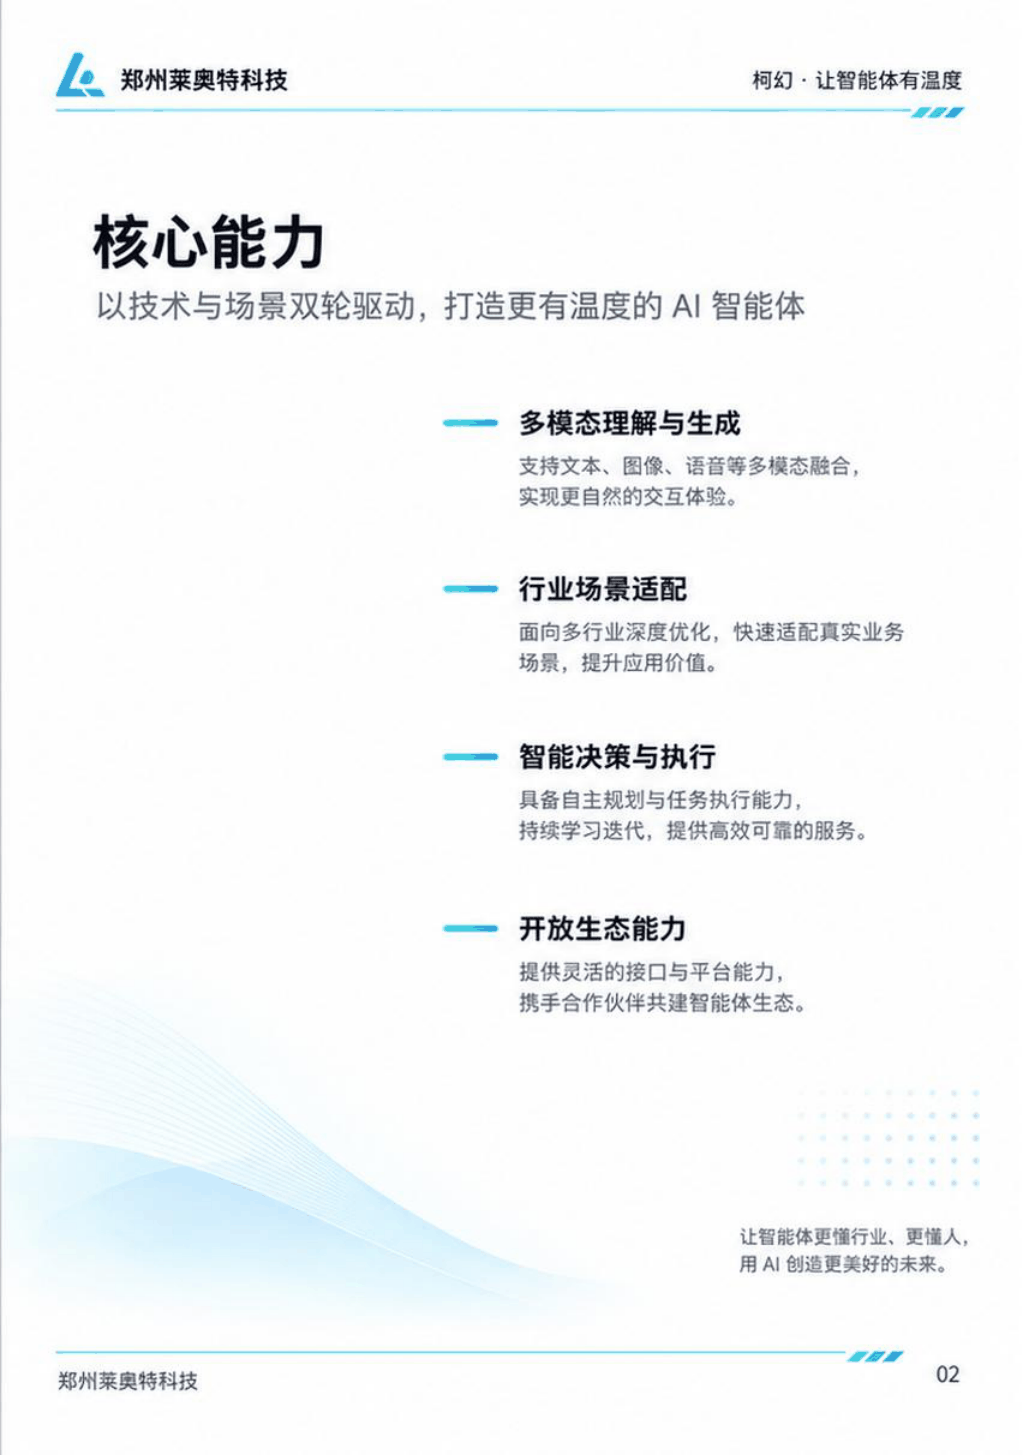 郑州莱奥特科技
柯幻 · 让智能体有温度
核心能力
以技术与场景双轮驱动，打造更有温度的 AI 智能体
多模态理解与生成
支持文本、图像、语音等多模态融合，
实现更自然的交互体验。
行业场景适配
面向多行业深度优化，快速适配真实业务
场景，提升应用价值。
智能决策与执行
具备自主规划与任务执行能力，
持续学习迭代，提供高效可靠的服务。
开放生态能力
提供灵活的接口与平台能力，
携手合作伙伴共建智能体生态。
让智能体更懂行业、更懂人，
用 AI 创造更美好的未来。
郑州莱奥特科技
02